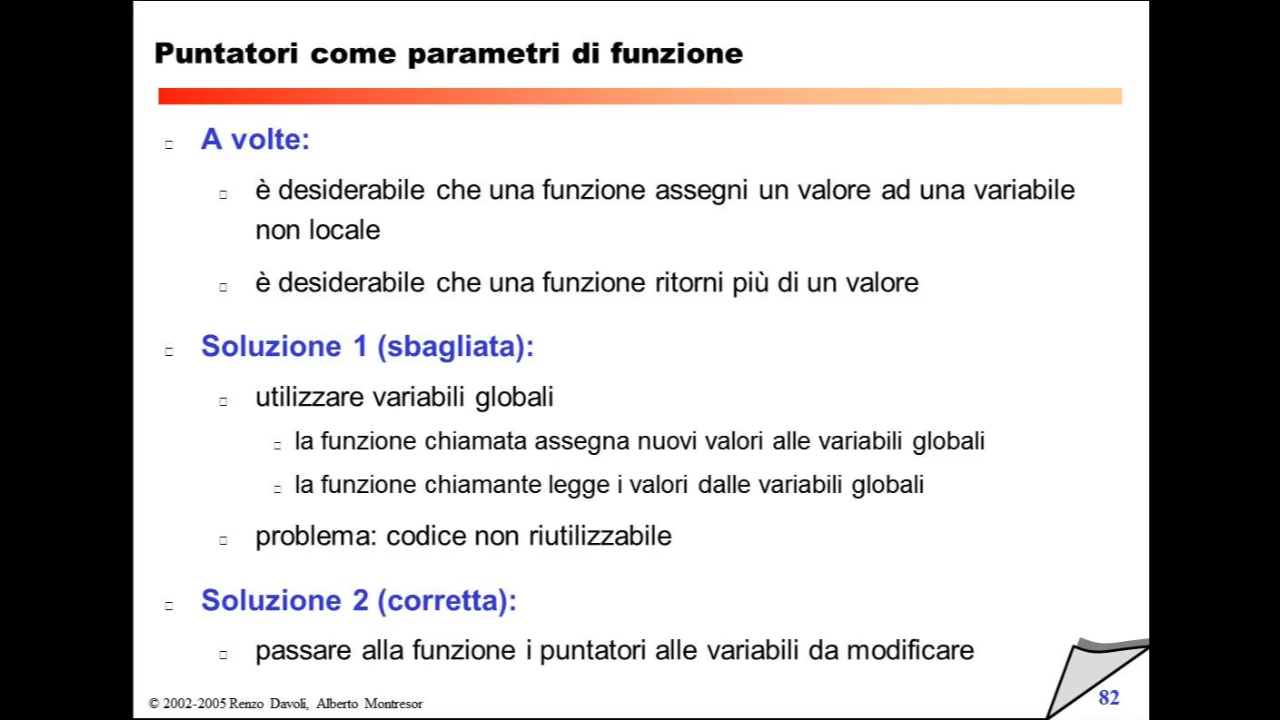 Puntatori come parametri di funzione
A volte:
è desiderabile che una funzione assegni un valore ad una variabile
non locale
è desiderabile che una funzione ritorni più di un valore
Soluzione 1 (sbagliata):
utilizzare variabili globali
la funzione chiamata assegna nuovi valori alle variabili globali
la funzione chiamante legge i valori dalle variabili globali
problema: codice non riutilizzabile
Soluzione 2 (corretta):
passare alla funzione i puntatori alle variabili da modificare
© 2002-2005 Renzo Davoli, Alberto Montresor
82